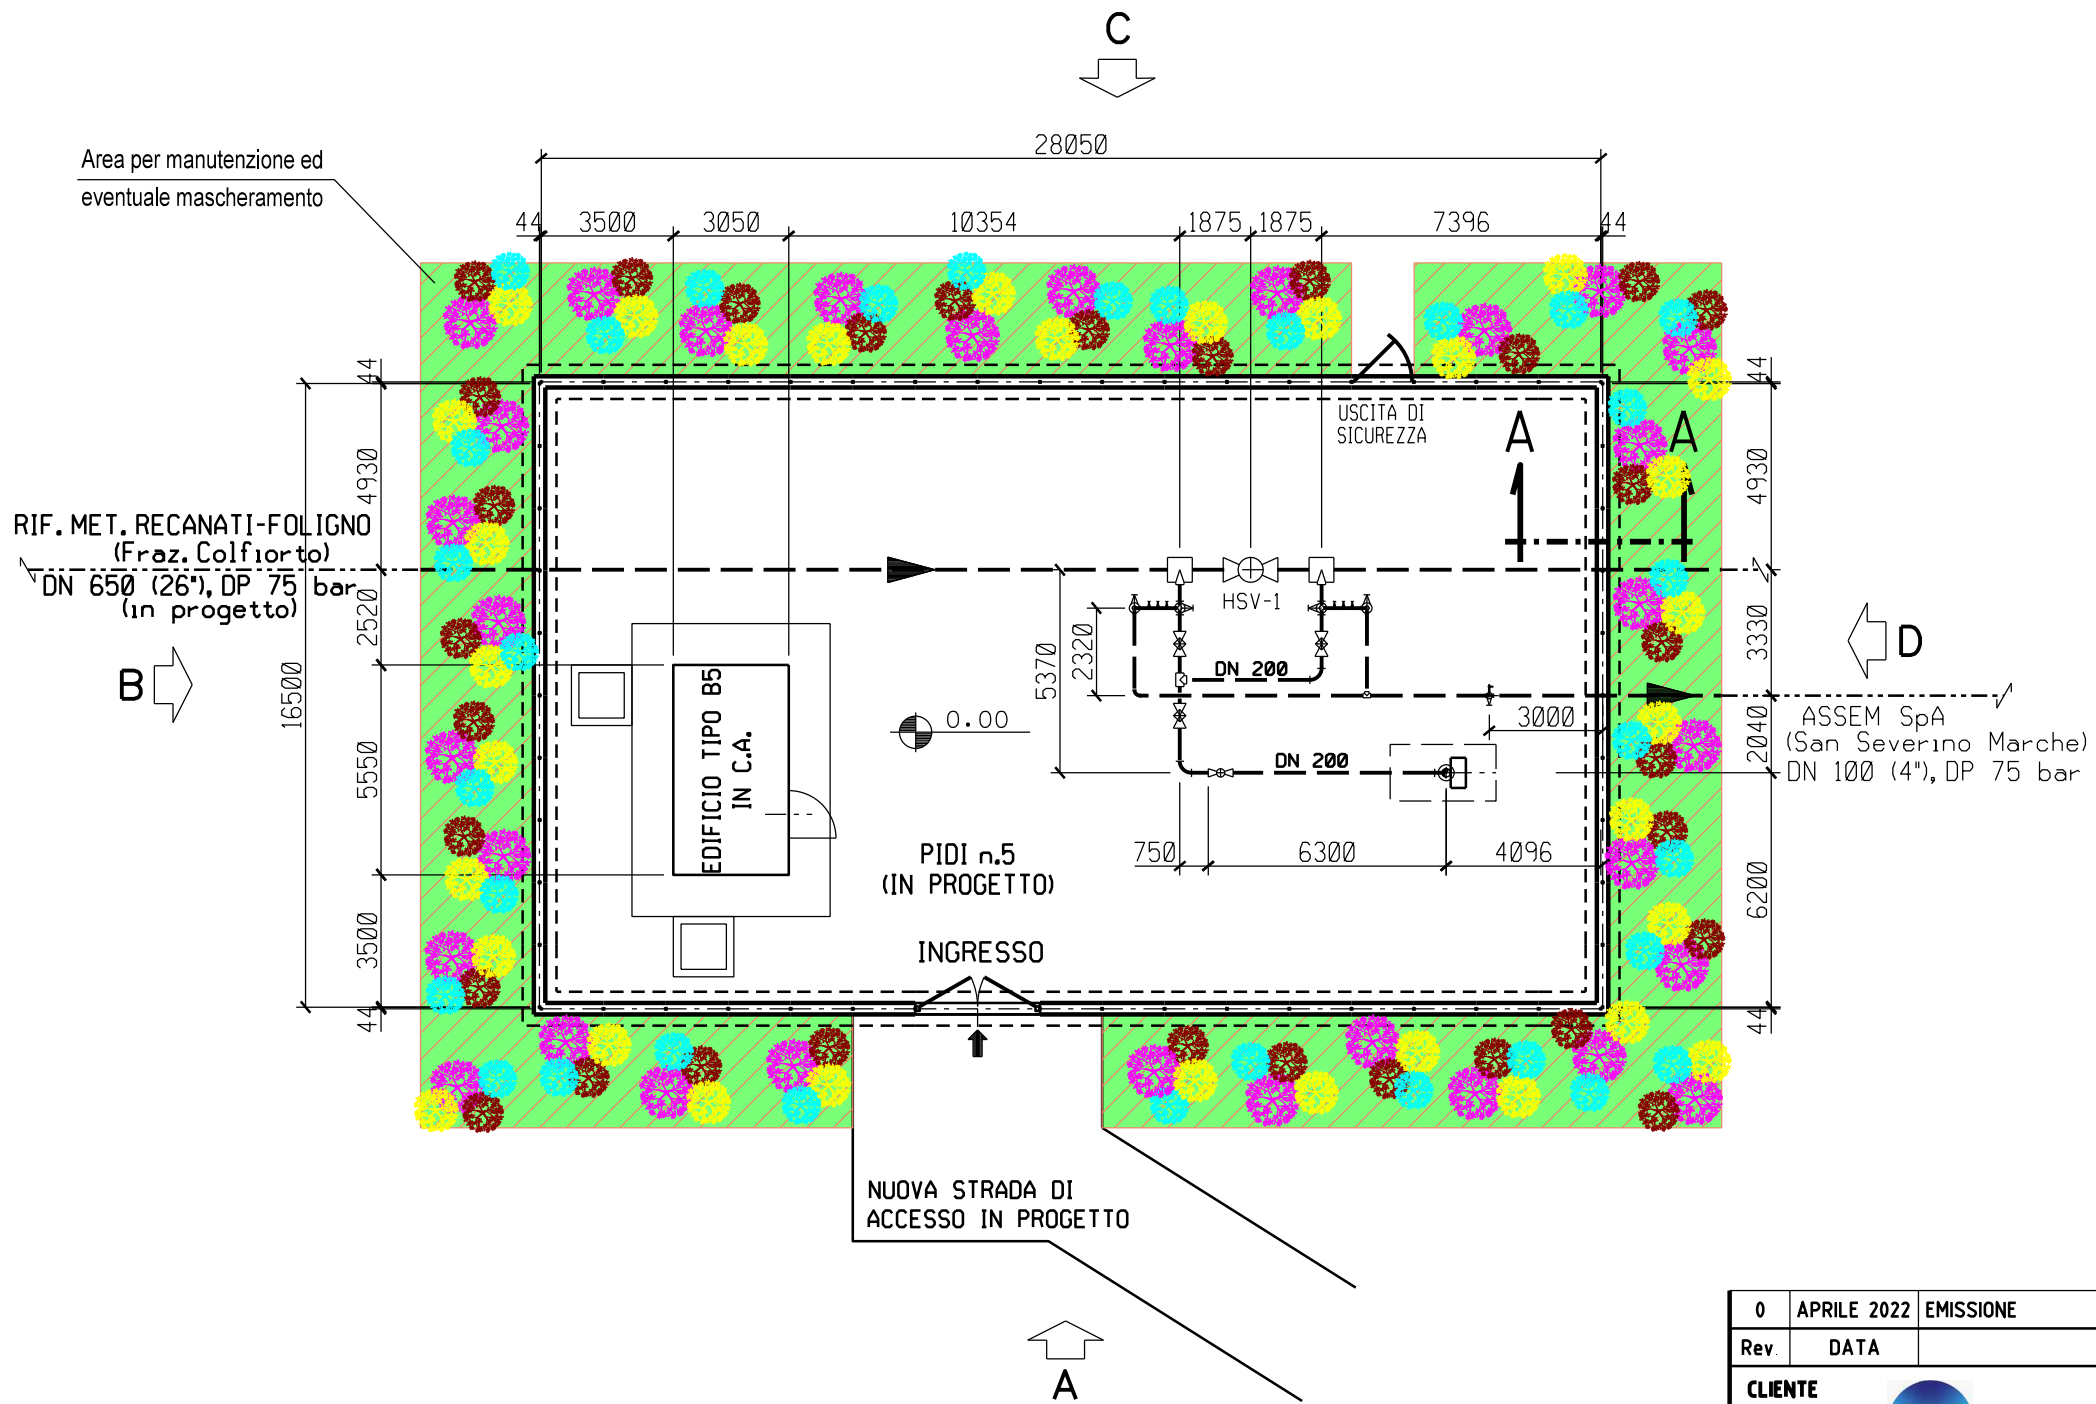 C
28050
Area per manutenzione ed
eventuale mascheramento
44 3500 3050 10354 1875 1875 7396 44
44
44
USCITA DI
SICUREZZA
A A
4930
4930
RIF. MET. RECANATI-FOLIGNO
(Fraz. Colfiorto)
DN 650 (26"), DP 75 bar
(in progetto)
HSV-1
2520
2320
5370
3330
B
D
16500
DN 200
EDIFICIO TIPO B5
IN C.A.
0.00
3000
2040
ASSEM SpA
(San Severino Marche)
DN 100 (4"), DP 75 bar
5550
DN 200
PIDI n.5
(IN PROGETTO)
750 6300 4096
6200
3500
INGRESSO
44
44
NUOVA STRADA DI
ACCESSO IN PROGETTO
A
0 APRILE 2022 EMISSIONE
Rev. DATA
CLIENTE